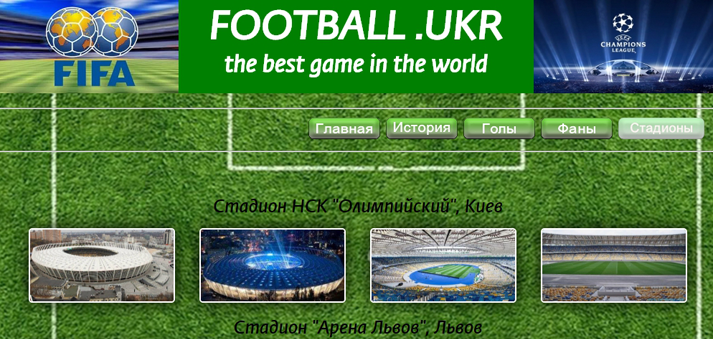 FOOTBALL .UKR
the best game in the world
FIFA
CHAMPIONS
LEAGUE
Главная История Голы Фаны Стадионы
Стадион НСК "Олимпийский", Киев
Стадион "Арена Львов", Львов